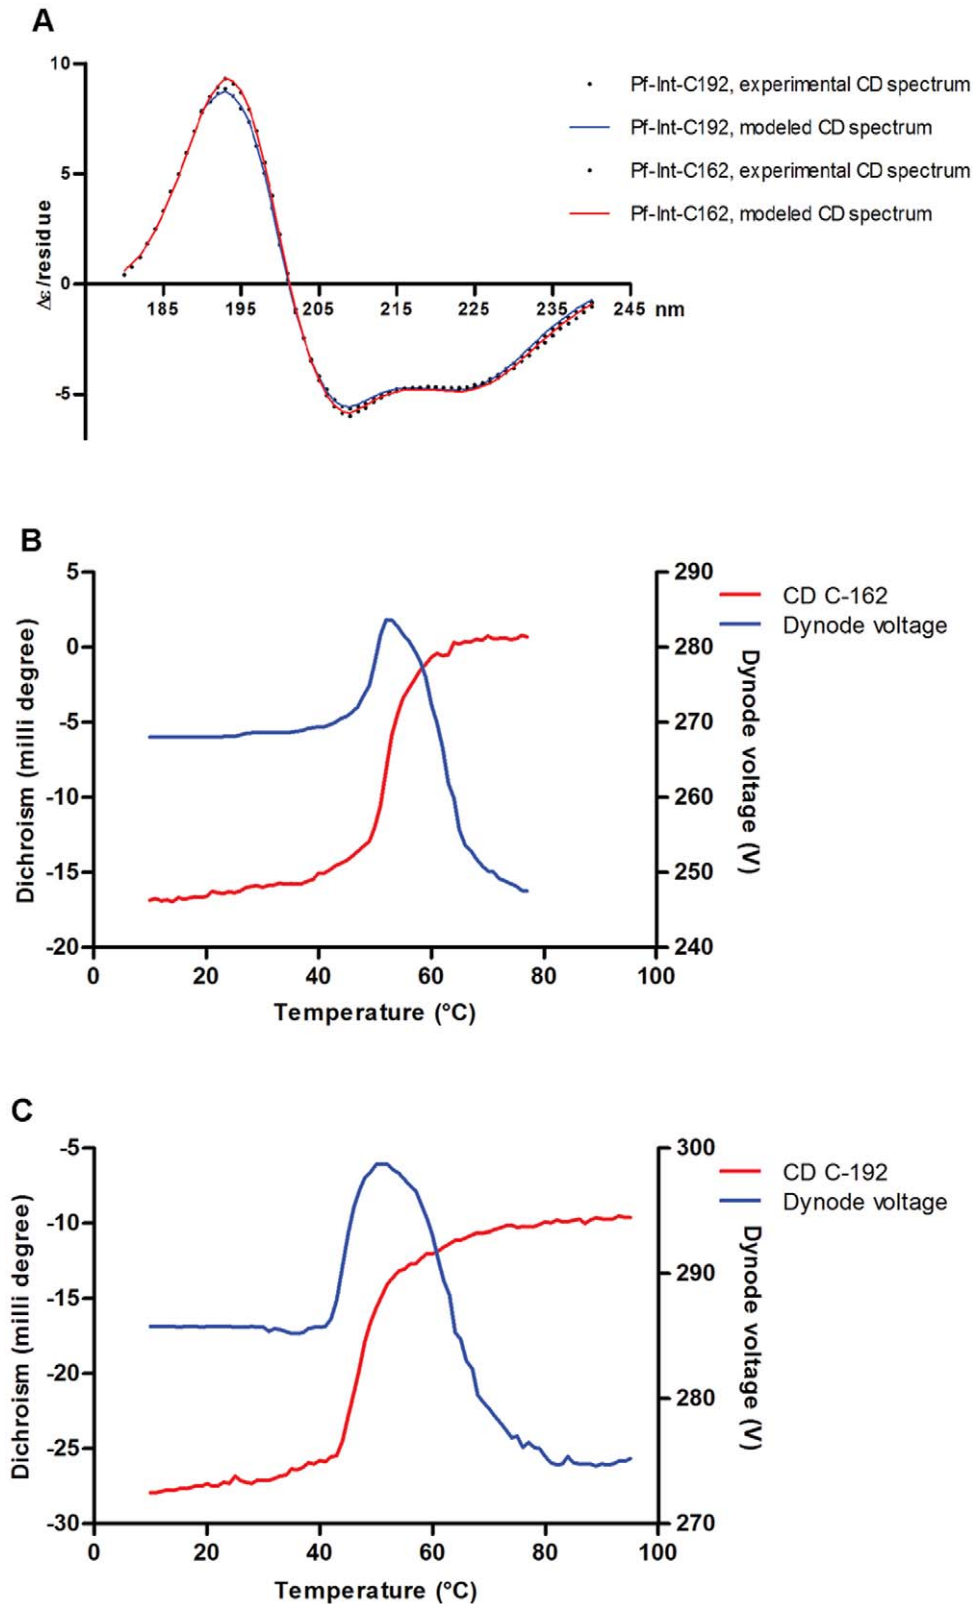 A
10
5
0
-5
Δε/residue
185 195 205 215 225 235 245 nm
Pf-Int-C192, experimental CD spectrum
Pf-Int-C192, modeled CD spectrum
Pf-Int-C162, experimental CD spectrum
Pf-Int-C162, modeled CD spectrum
B
5
0
-5
-10
-15
-20
Dichroism (milli degree)
0 20 40 60 80 100
Temperature (°C)
290
280
270
260
250
240
Dynode voltage (V)
CD C-162
Dynode voltage
C
-5
-10
-15
-20
-25
-30
Dichroism (milli degree)
0 20 40 60 80 100
Temperature (°C)
300
290
280
270
Dynode voltage (V)
CD C-192
Dynode voltage